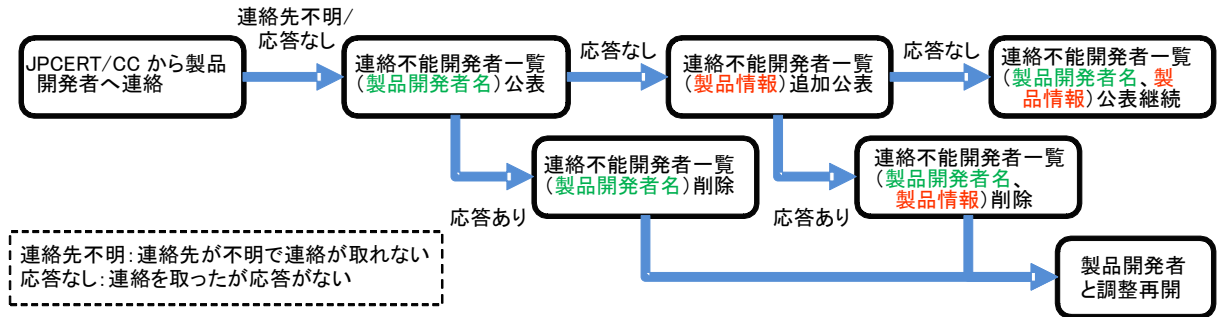 連絡先不明/
応答なし
JPCERT/CC から製品
開発者へ連絡
連絡不能開発者一覧
(製品開発者名)公表
応答なし
連絡不能開発者一覧
(製品情報)追加公表
応答なし
連絡不能開発者一覧
(製品開発者名、製
品情報)公表継続
連絡不能開発者一覧
(製品開発者名)削除
応答あり
連絡不能開発者一覧
(製品開発者名、
製品情報)削除
応答あり
連絡先不明:連絡先が不明で連絡が取れない
応答なし:連絡を取ったが応答がない
製品開発者
と調整再開